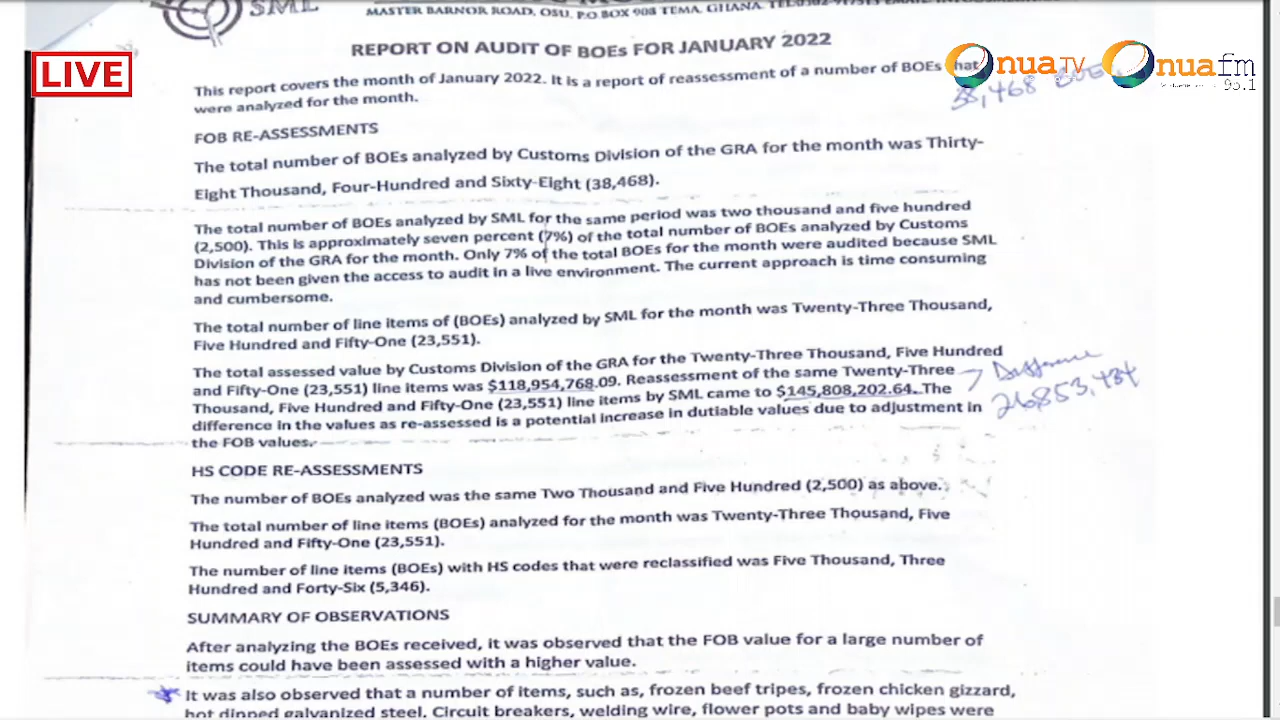 SML
MASTER BARNOR ROAD, OSU, P.O BOX 908 TEMA, GHANA,
REPORT ON AUDIT OF BOEs FOR JANUARY 2022
LIVE
nua TV
nua fm
95.1
This report covers the month of January 2022. It is a report of reassessment of a number of BOEs that
were analyzed for the month.
38,468
FOB RE-ASSESSMENTS
The total number of BOEs analyzed by Customs Division of the GRA for the month was Thirty-
Eight Thousand, Four-Hundred and Sixty-Eight (38,468).
The total number of BOEs analyzed by SML for the same period was two thousand and five hundred
(2,500). This is approximately seven percent (7%) of the total number of BOEs analyzed by Customs
Division of the GRA for the month. Only 7% of the total BOEs for the month were audited because SML
has not been given the access to audit in a live environment. The current approach is time consuming
and cumbersome.
The total number of line items of (BOEs) analyzed by SML for the month was Twenty-Three Thousand,
Five Hundred and Fifty-One (23,551).
The total assessed value by Customs Division of the GRA for the Twenty-Three Thousand, Five Hundred
and Fifty-One (23,551) line items was $118,954,768.09. Reassessment of the same Twenty-Three
Thousand, Five Hundred and Fifty-One (23,551) line items by SML came to $145,808,202.64. The
difference in the values as re-assessed is a potential increase in dutiable values due to adjustment in
the FOB values.
Difference
26,853,434
HS CODE RE-ASSESSMENTS
The number of BOEs analyzed was the same Two Thousand and Five Hundred (2,500) as above.
The total number of line items (BOEs) analyzed for the month was Twenty-Three Thousand, Five
Hundred and Fifty-One (23,551).
The number of line items (BOEs) with HS codes that were reclassified was Five Thousand, Three
Hundred and Forty-Six (5,346).
SUMMARY OF OBSERVATIONS
After analyzing the BOEs received, it was observed that the FOB value for a large number of
items could have been assessed with a higher value.
It was also observed that a number of items, such as, frozen beef tripes, frozen chicken gizzard,
hot dipped galvanized steel, Circuit breakers, welding wire, flower pots and baby wipes were